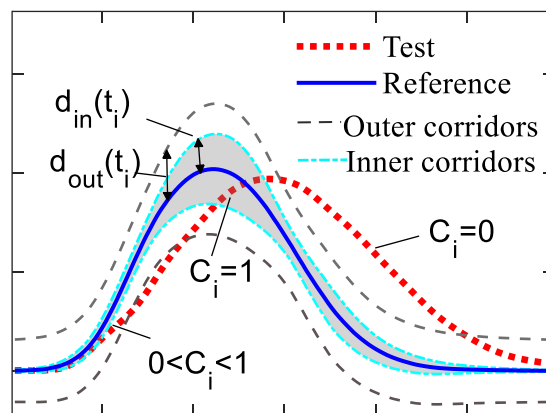 Test
Reference
Outer corridors
Inner corridors
d_in(t_i)
d_out(t_i)
C_i=0
C_i=1
0<C_i<1